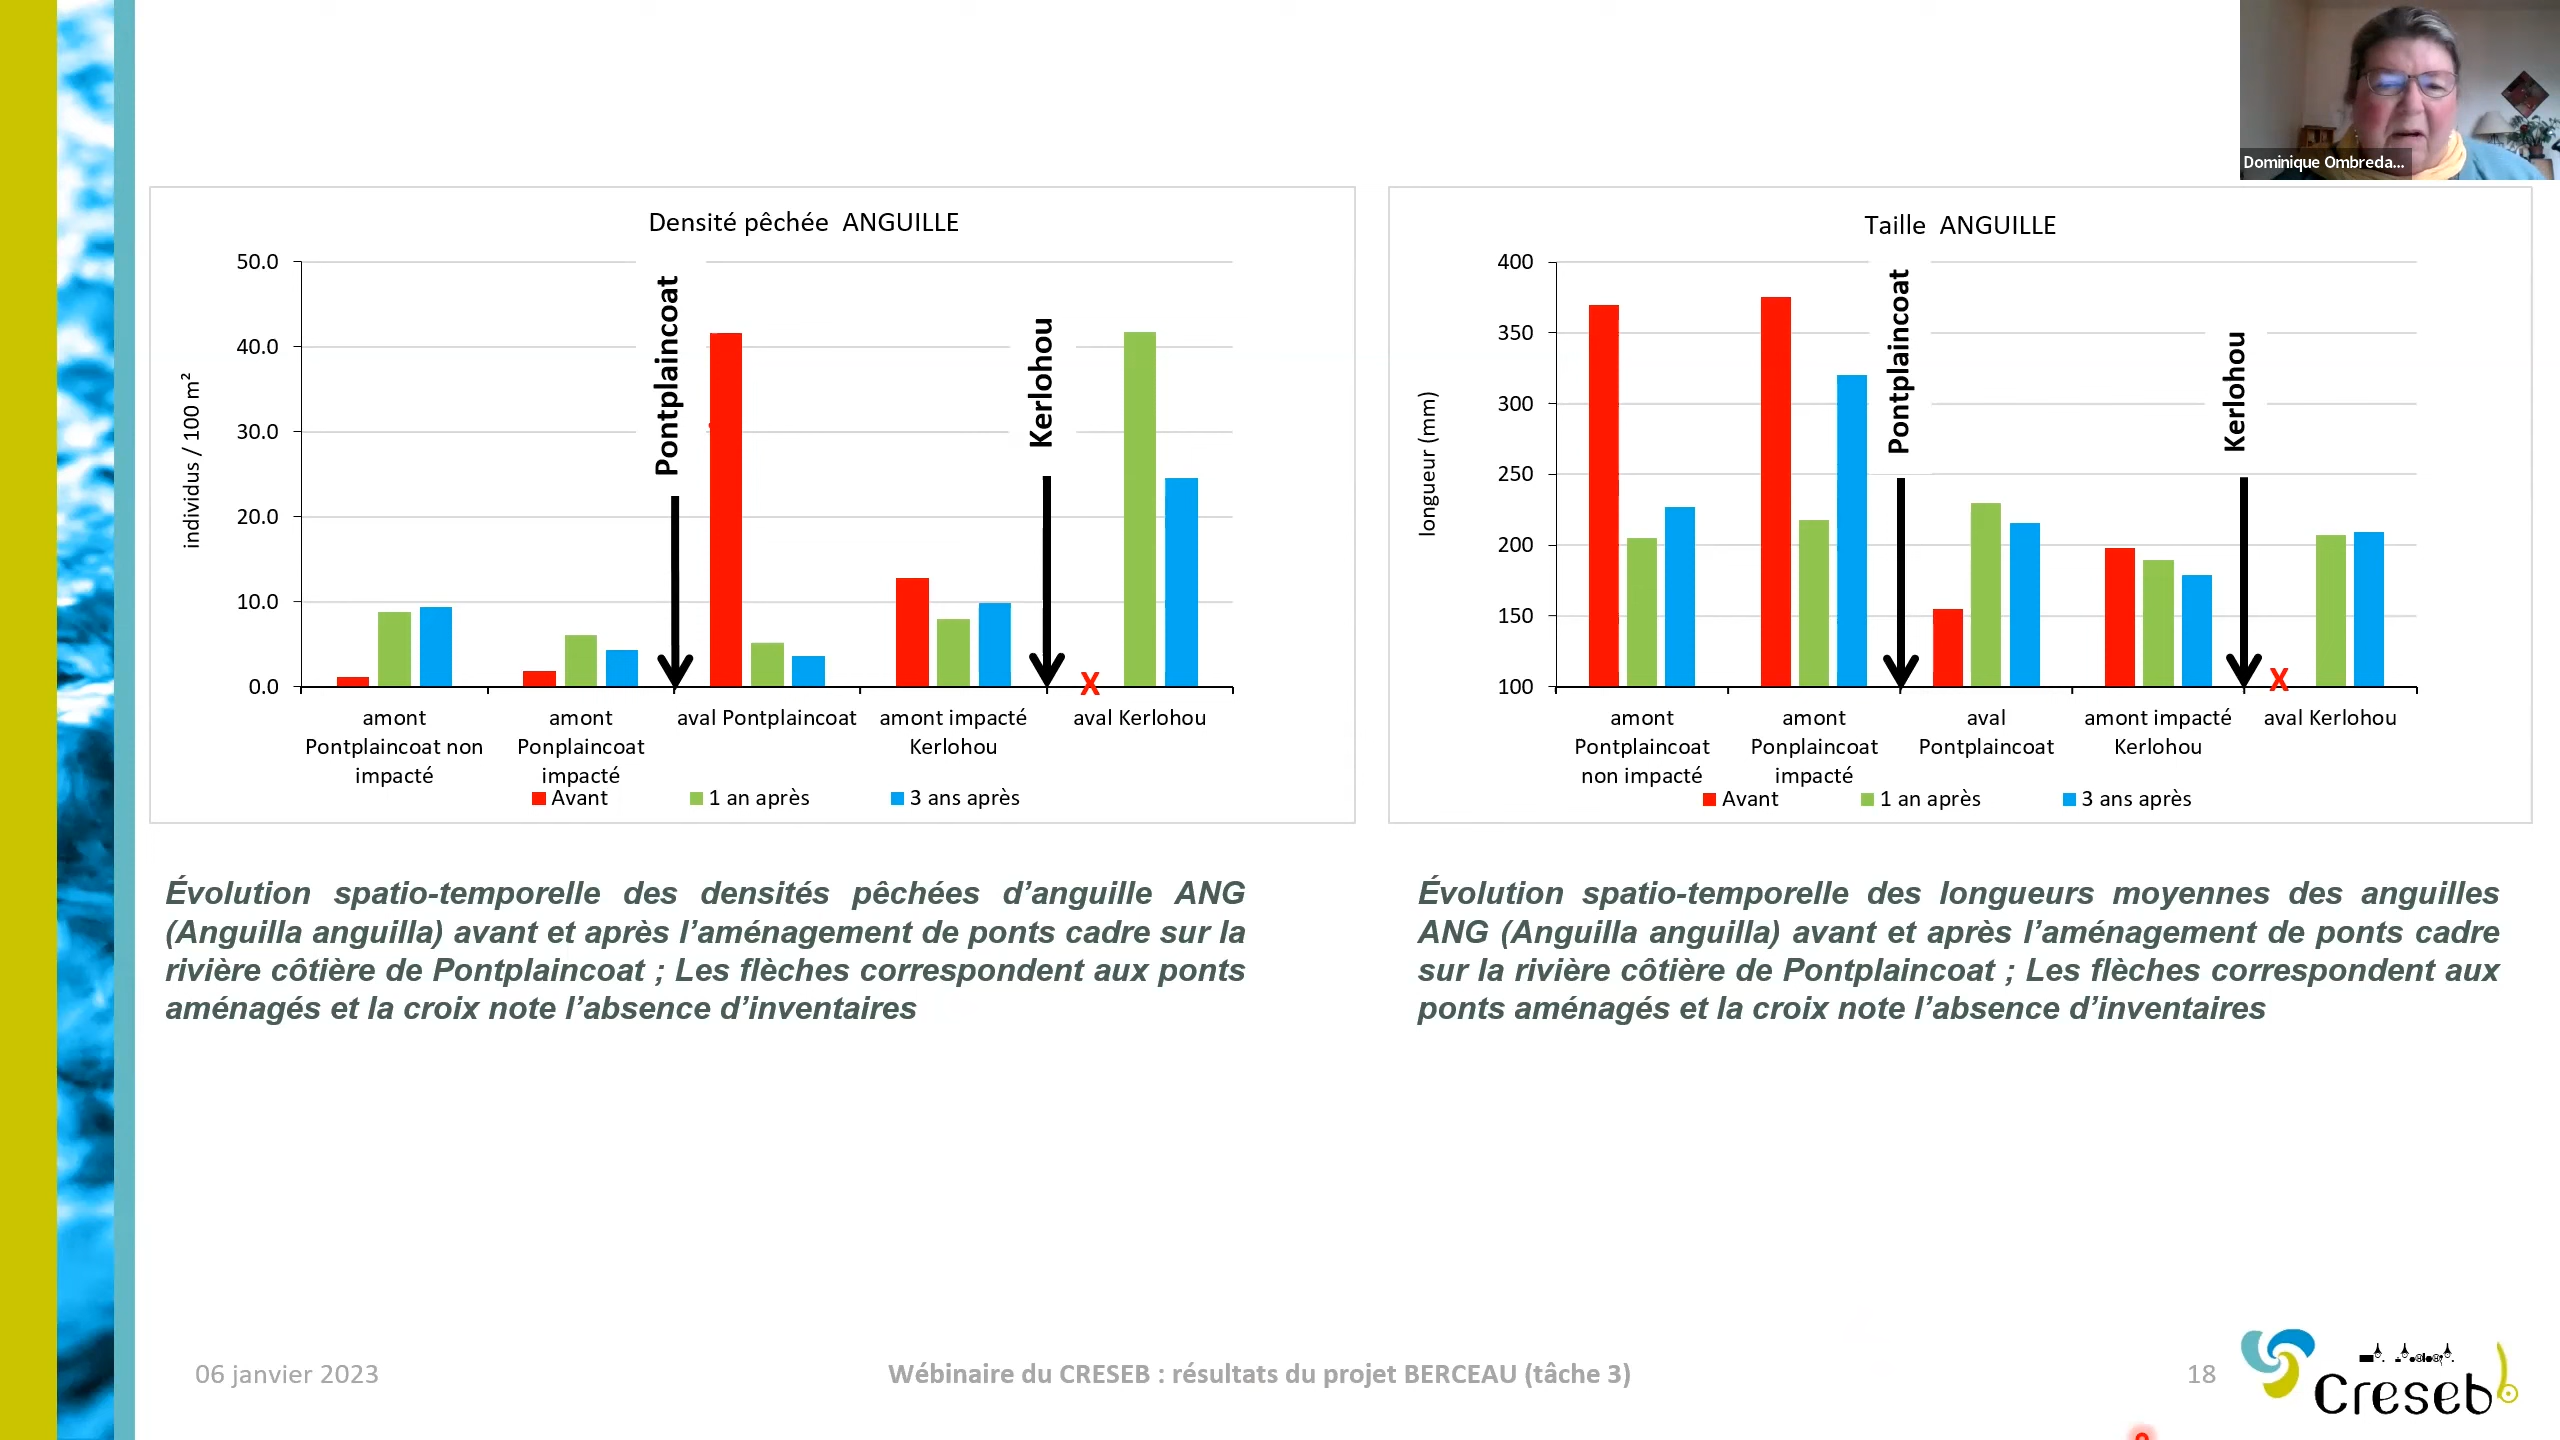 Dominique Ombreda...
Densité pêchée ANGUILLE
individus / 100 m²
50.0
40.0
30.0
20.0
10.0
0.0
Pontplaincoat
Kerlohou
X
amont
Pontplaincoat non
impacté
amont
Ponplaincoat
impacté
aval Pontplaincoat
amont impacté
Kerlohou
aval Kerlohou
Avant
1 an après
3 ans après
Taille ANGUILLE
longueur (mm)
400
350
300
250
200
150
100
Pontplaincoat
Kerlohou
X
amont
Pontplaincoat
non impacté
amont
Ponplaincoat
impacté
aval
Pontplaincoat
amont impacté
Kerlohou
aval Kerlohou
Avant
1 an après
3 ans après
Évolution spatio-temporelle des densités pêchées d’anguille ANG
(Anguilla anguilla) avant et après l’aménagement de ponts cadre sur la
rivière côtière de Pontplaincoat ; Les flèches correspondent aux ponts
aménagés et la croix note l’absence d’inventaires
Évolution spatio-temporelle des longueurs moyennes des anguilles
ANG (Anguilla anguilla) avant et après l’aménagement de ponts cadre
sur la rivière côtière de Pontplaincoat ; Les flèches correspondent aux
ponts aménagés et la croix note l’absence d’inventaires
06 janvier 2023
Wébinaire du CRESEB : résultats du projet BERCEAU (tâche 3)
18
Creseb